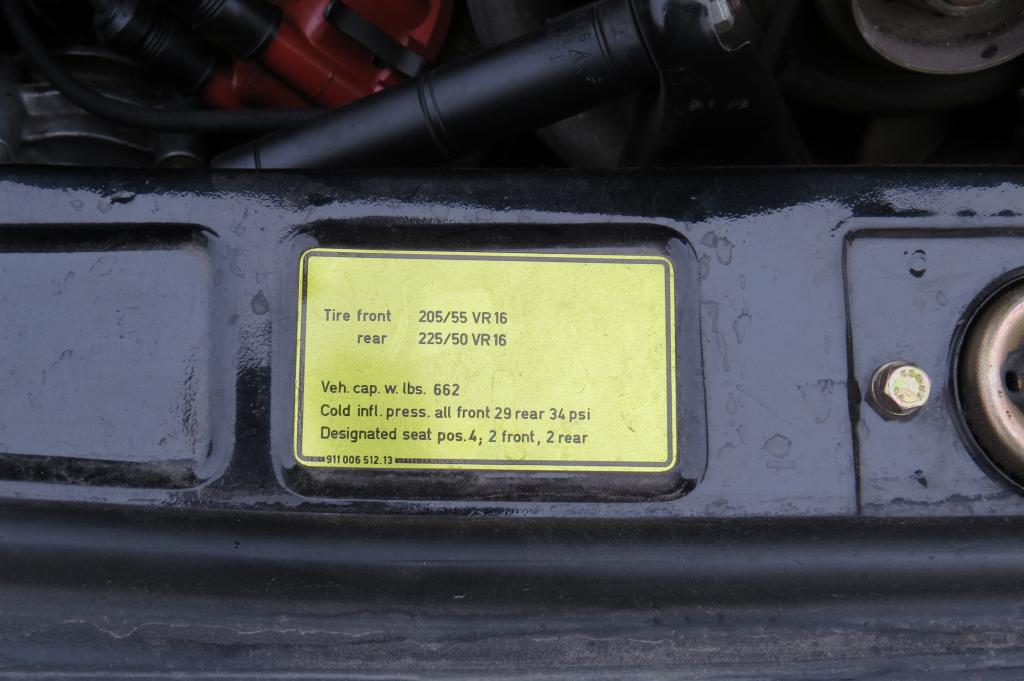 Tire front 205/55 VR 16
rear 225/50 VR 16
Veh. cap. w. lbs. 662
Cold infl. press. all front 29 rear 34 psi
Designated seat pos. 4; 2 front, 2 rear
911 006 512.13